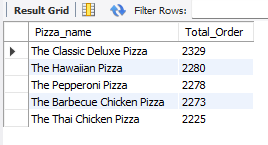 Result Grid Filter Rows:
Pizza_name Total_Order
The Classic Deluxe Pizza 2329
The Hawaiian Pizza 2280
The Pepperoni Pizza 2278
The Barbecue Chicken Pizza 2273
The Thai Chicken Pizza 2225